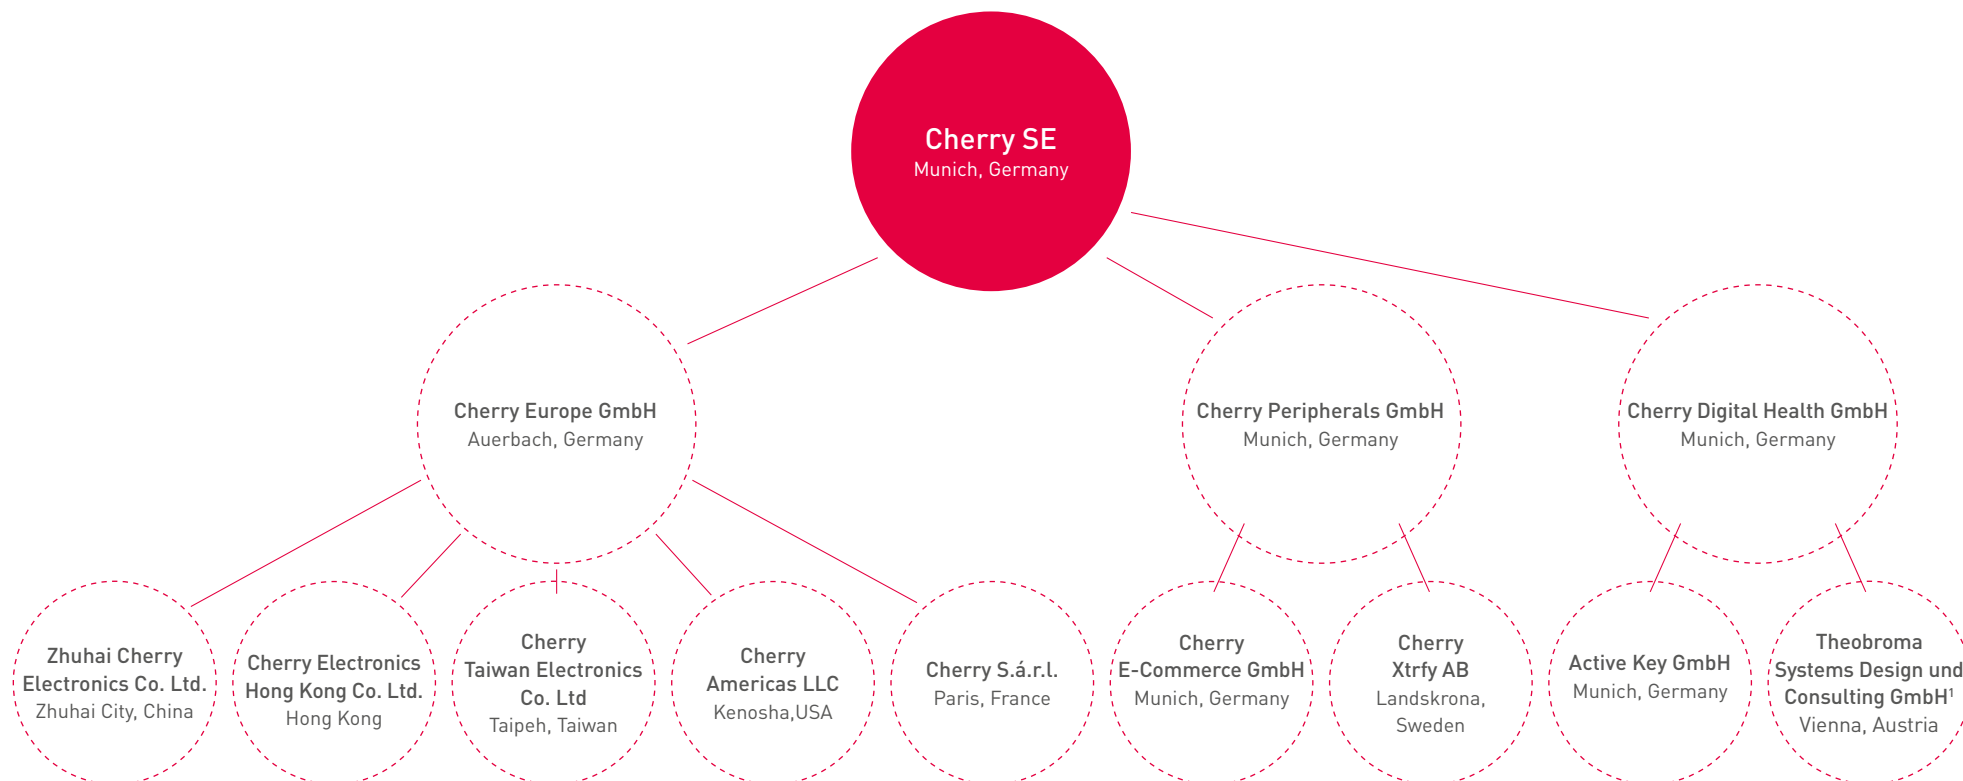 Cherry SE
Munich, Germany
Cherry Europe GmbH
Auerbach, Germany
Cherry Peripherals GmbH
Munich, Germany
Cherry Digital Health GmbH
Munich, Germany
Zhuhai Cherry
Electronics Co. Ltd.
Zhuhai City, China
Cherry Electronics
Hong Kong Co. Ltd.
Hong Kong
Cherry
Taiwan Electronics
Co. Ltd
Taipeh, Taiwan
Cherry
Americas LLC
Kenosha,USA
Cherry S.á.r.l.
Paris, France
Cherry
E-Commerce GmbH
Munich, Germany
Cherry
Xtrfy AB
Landskrona,
Sweden
Active Key GmbH
Munich, Germany
Theobroma
Systems Design und
Consulting GmbH¹
Vienna, Austria